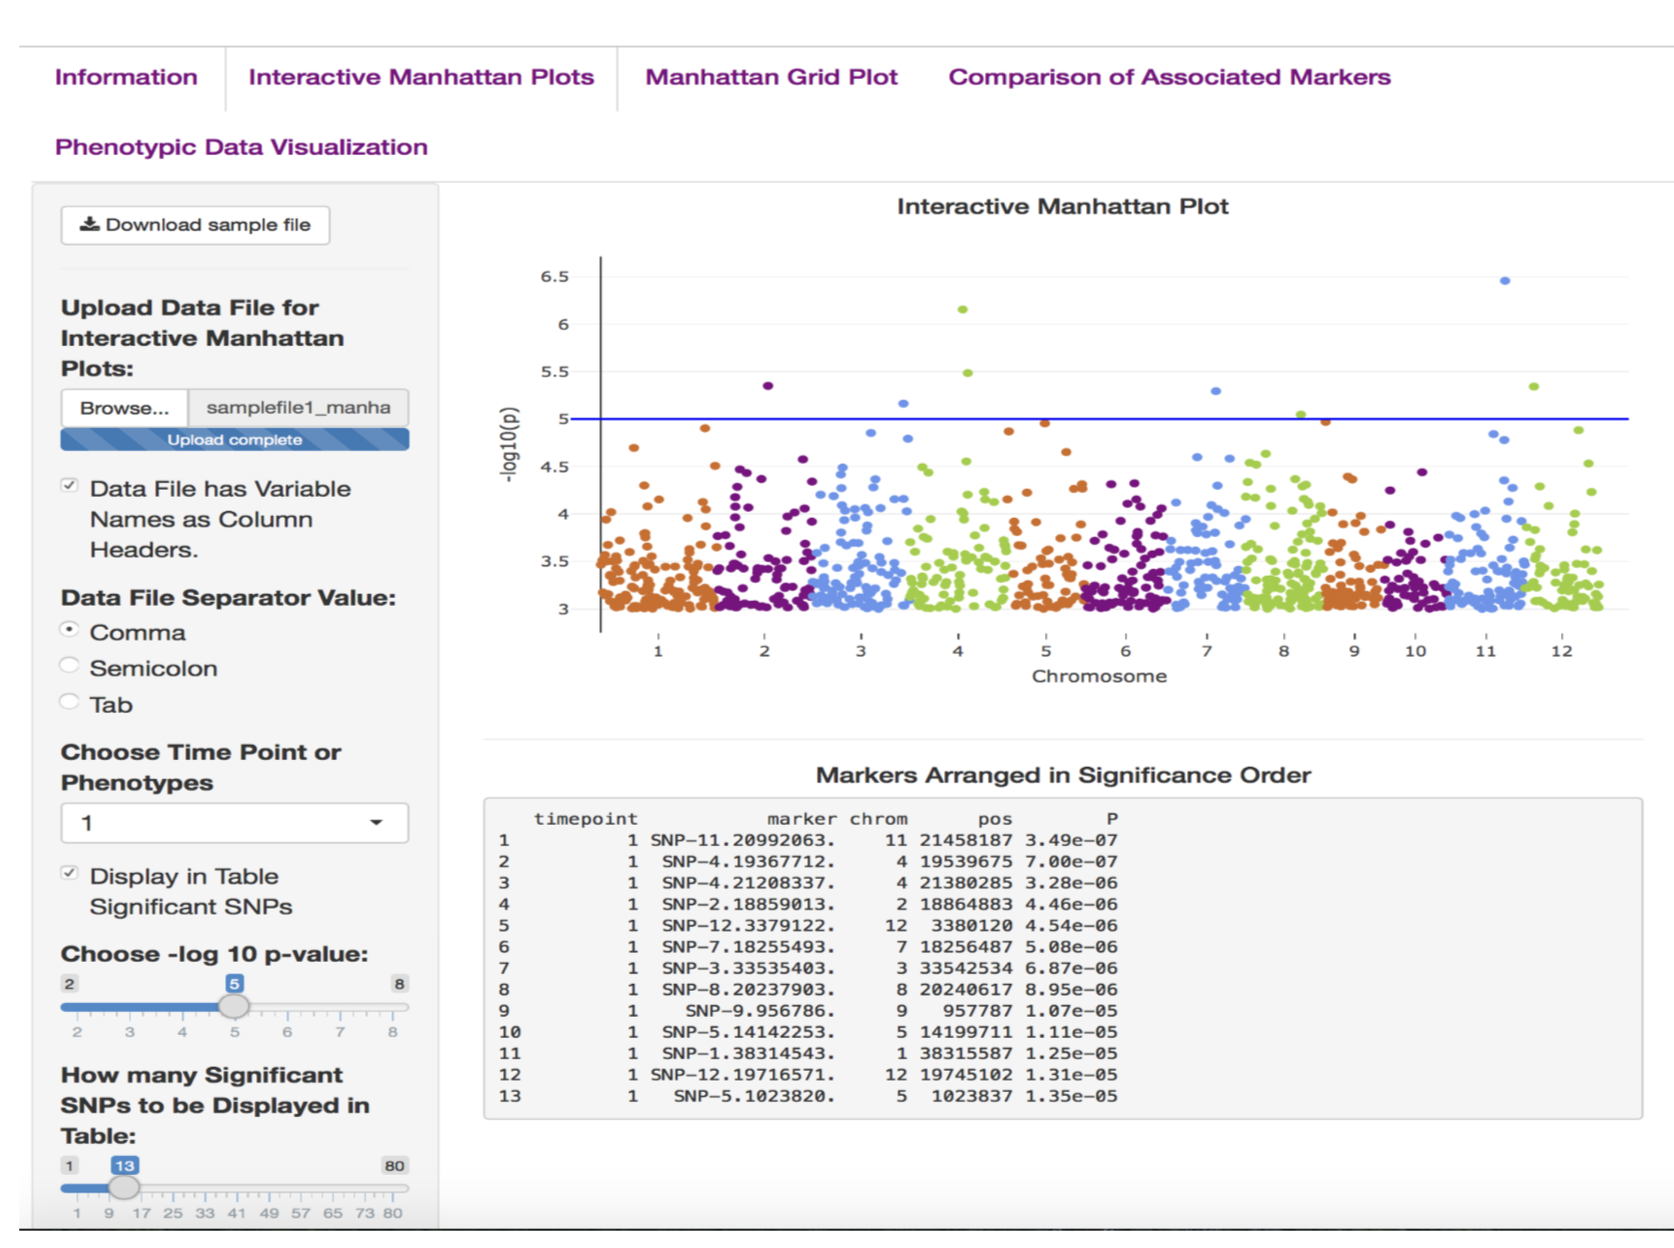 Information
Interactive Manhattan Plots
Manhattan Grid Plot
Comparison of Associated Markers
Phenotypic Data Visualization
Download sample file
Upload Data File for
Interactive Manhattan
Plots:
Browse... samplefile1_manha
Upload complete
Data File has Variable
Names as Column
Headers.
Data File Separator Value:
Comma
Semicolon
Tab
Choose Time Point or
Phenotypes
1
Display in Table
Significant SNPs
Choose -log 10 p-value:
2 5 8
2 3 4 5 6 7 8
How many Significant
SNPs to be Displayed in
Table:
1 13 80
1 9 17 25 33 41 49 57 65 73 80
Interactive Manhattan Plot
6.5
6
5.5
5
4.5
4
3.5
3
-log10(p)
1 2 3 4 5 6 7 8 9 10 11 12
Chromosome
Markers Arranged in Significance Order
timepoint marker chrom pos P
1 1 SNP-11.20992063. 11 21458187 3.49e-07
2 1 SNP-4.19367712. 4 19539675 7.00e-07
3 1 SNP-4.21208337. 4 21380285 3.28e-06
4 1 SNP-2.18859013. 2 18864883 4.46e-06
5 1 SNP-12.3379122. 12 3380120 4.54e-06
6 1 SNP-7.18255493. 7 18256487 5.08e-06
7 1 SNP-3.33535403. 3 33542534 6.87e-06
8 1 SNP-8.20237903. 8 20240617 8.95e-06
9 1 SNP-9.956786. 9 957787 1.07e-05
10 1 SNP-5.14142253. 5 14199711 1.11e-05
11 1 SNP-1.38314543. 1 38315587 1.25e-05
12 1 SNP-12.19716571. 12 19745102 1.31e-05
13 1 SNP-5.1023820. 5 1023837 1.35e-05